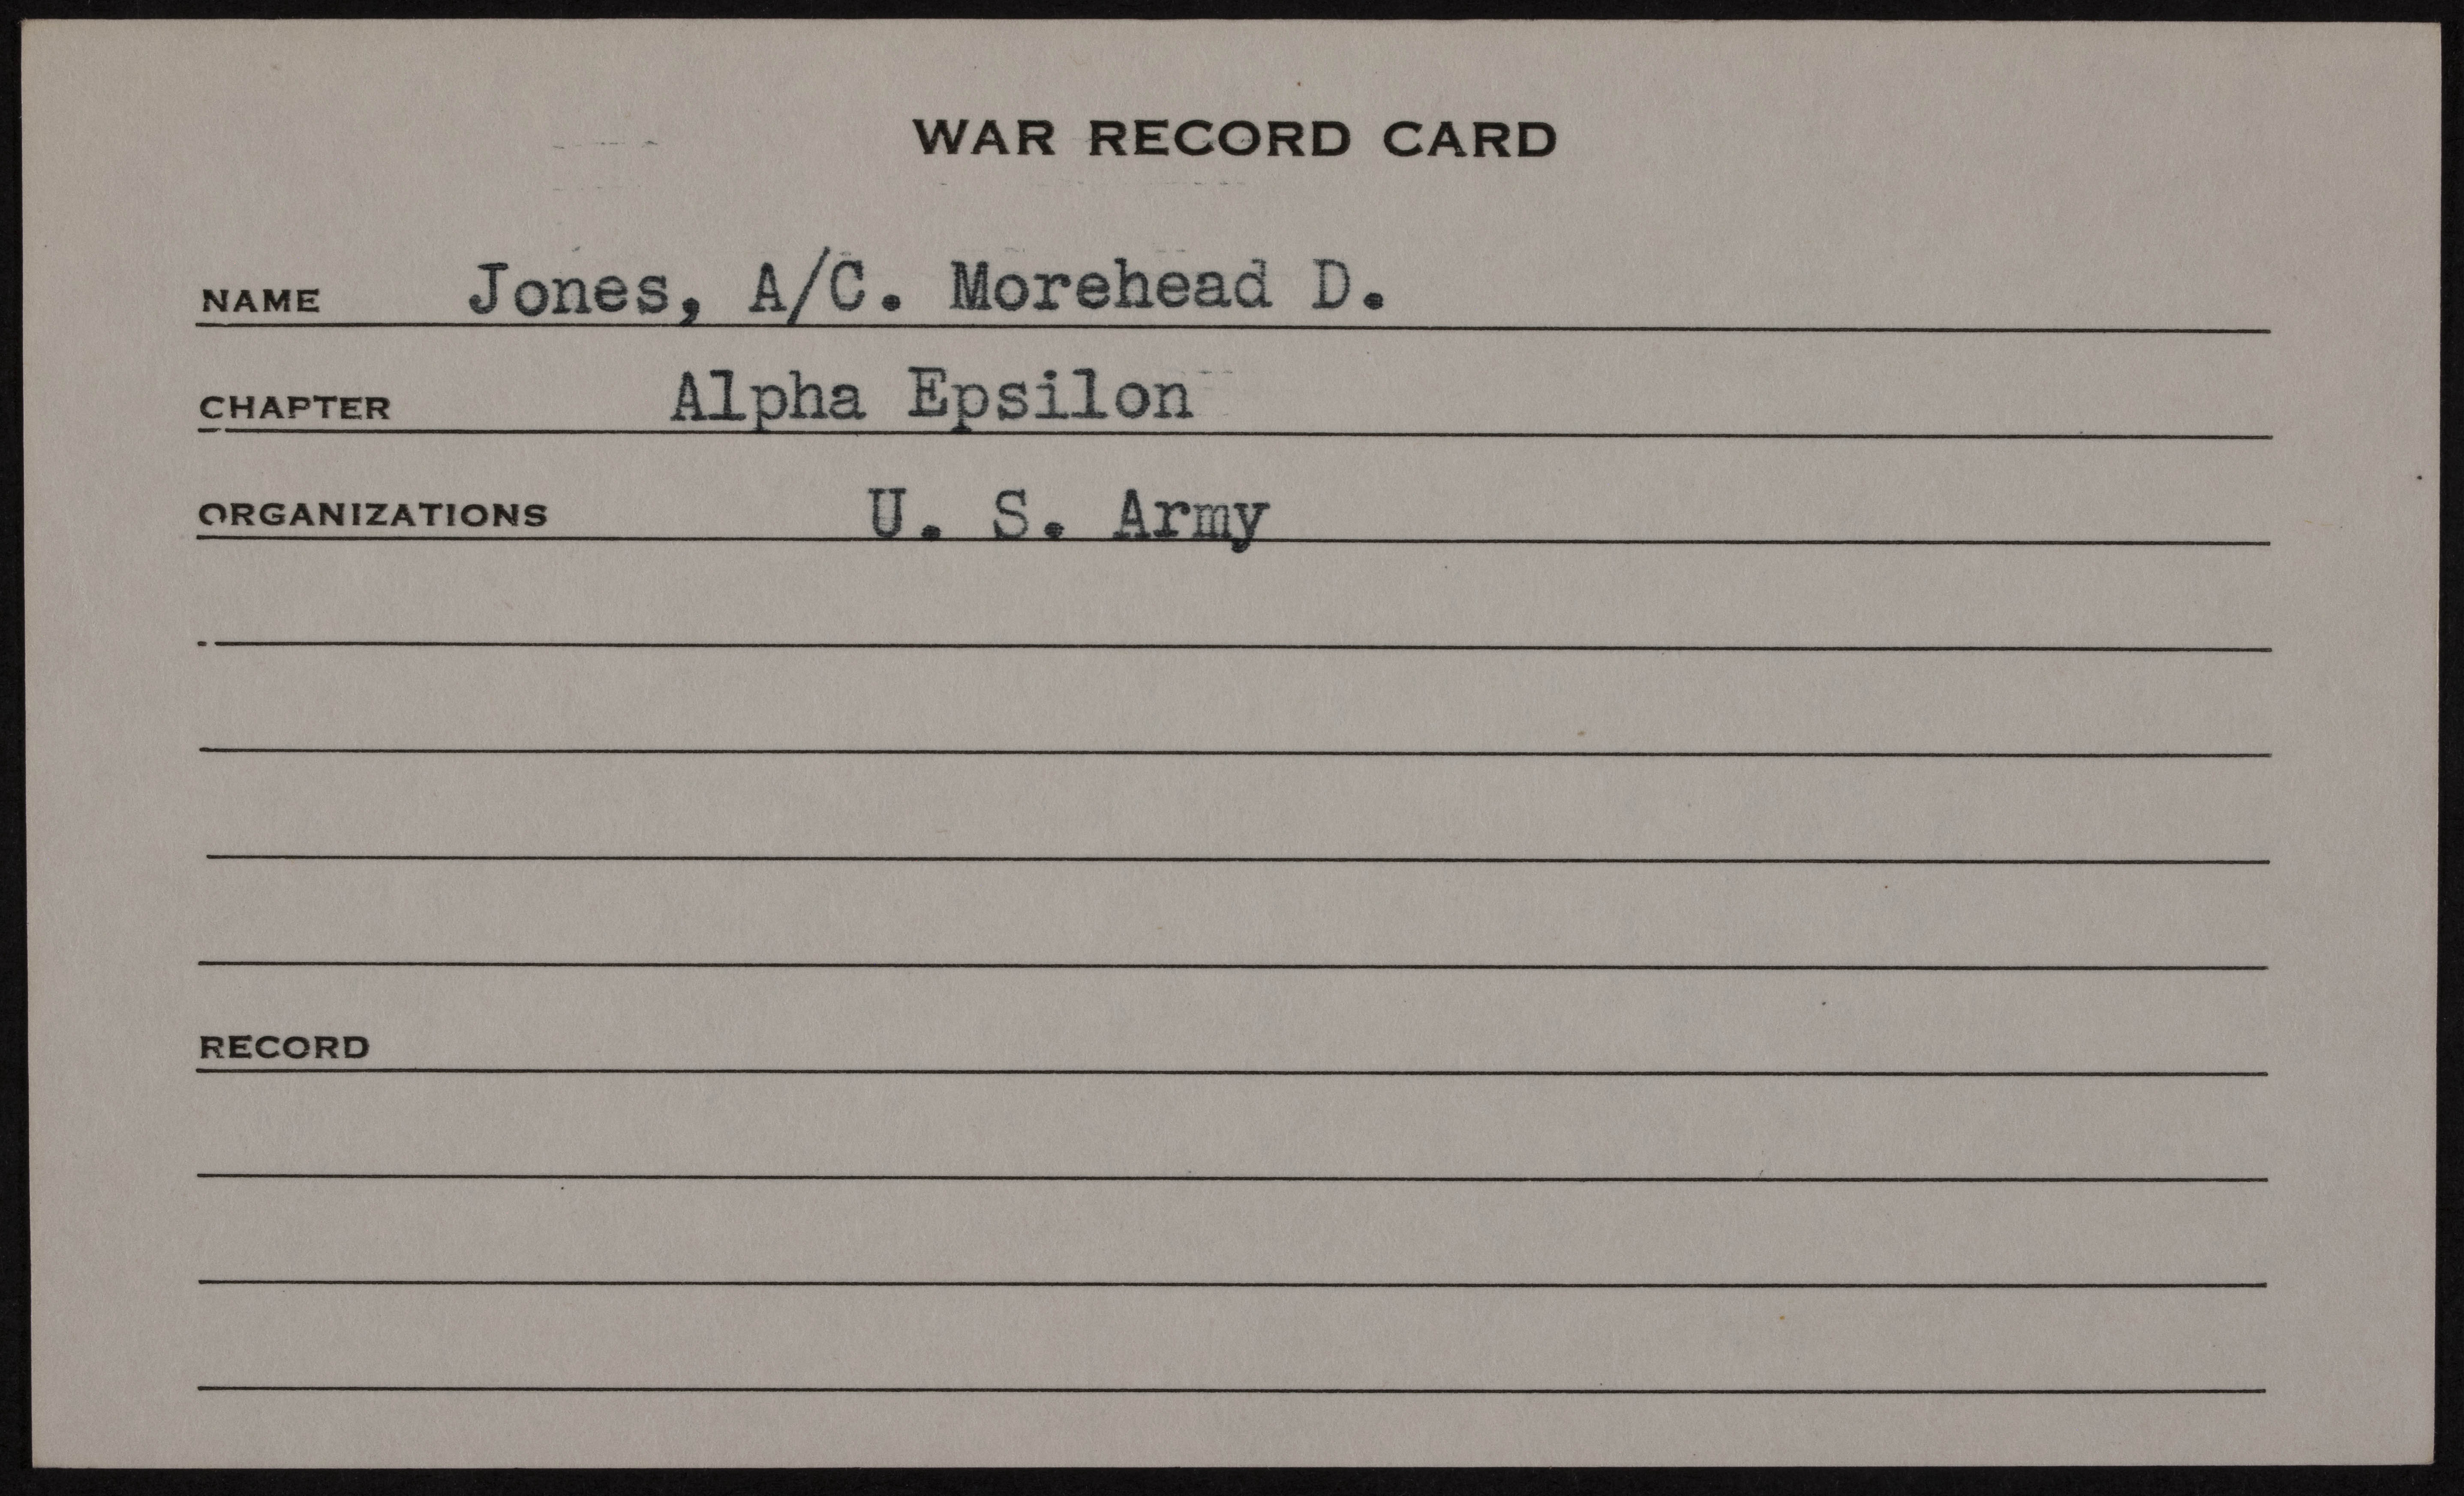 WAR RECORD CARD
NAME Jones, A/C. Morehead D.
CHAPTER Alpha Epsilon
ORGANIZATIONS U. S. Army
RECORD